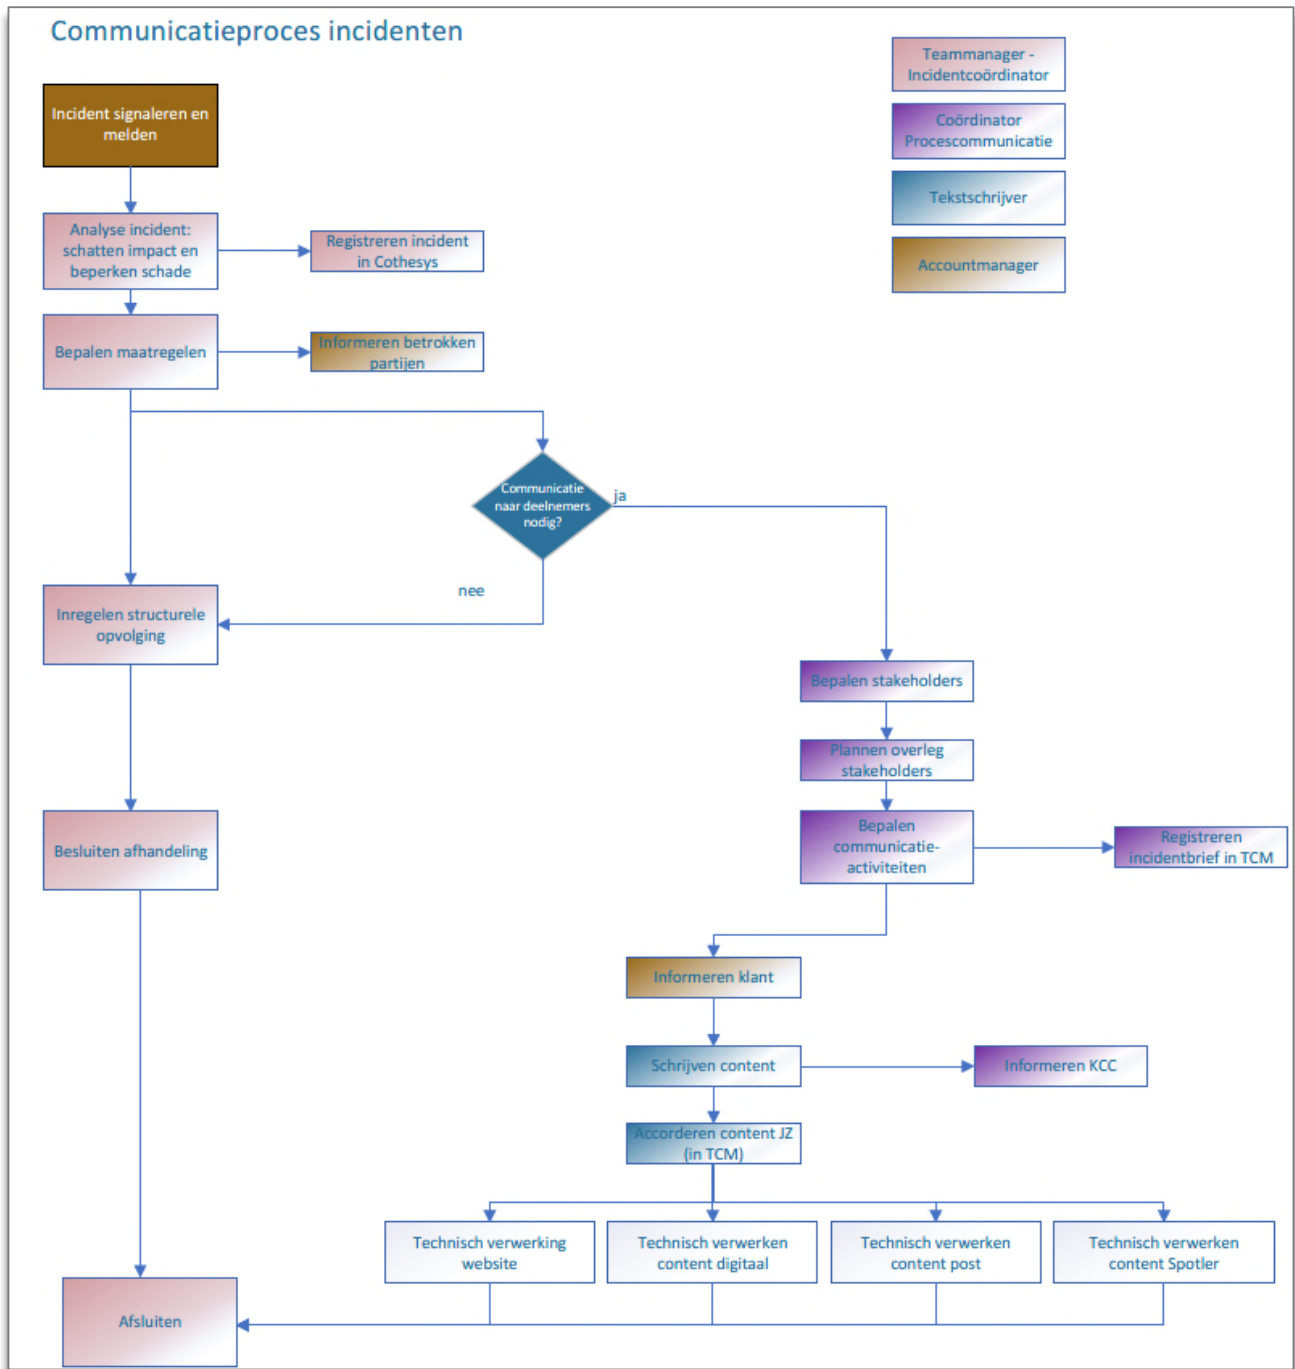 Communicatieproces incidenten
Teammanager -
Incidentcoördinator
Coördinator
Procescommunicatie
Tekstschrijver
Accountmanager
Incident signaleren en
melden
Analyse incident:
schatten impact en
beperken schade
Registreren incident
in Cothesys
Bepalen maatregelen
Informeren betrokken
partijen
Communicatie
naar deelnemers
nodig?
ja
nee
Inregelen structurele
opvolging
Bepalen stakeholders
Plannen overleg
stakeholders
Besluiten afhandeling
Bepalen
communicatie-
activiteiten
Registreren
incidentbrief in TCM
Informeren klant
Schrijven content
Informeren KCC
Accorderen content JZ
(in TCM)
Technisch verwerking
website
Technisch verwerken
content digitaal
Technisch verwerken
content post
Technisch verwerken
content Spotler
Afsluiten